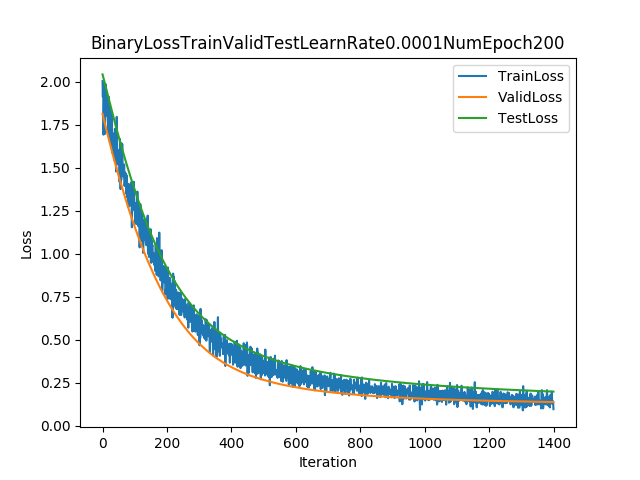 BinaryLossTrainValidTestLearnRate0.0001NumEpoch200
TrainLoss
ValidLoss
TestLoss
2.00
1.75
1.50
1.25
1.00
0.75
0.50
0.25
0.00
Loss
0 200 400 600 800 1000 1200 1400
Iteration